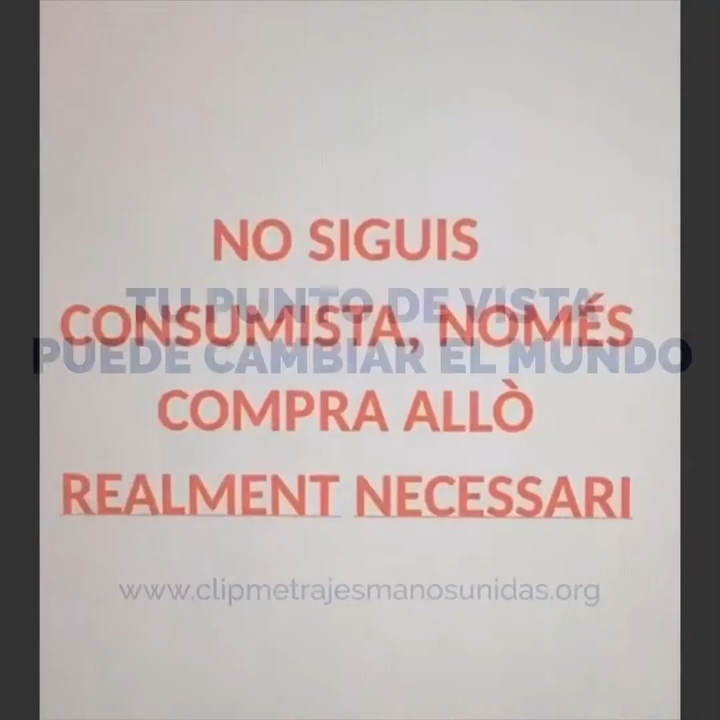 NO SIGUIS
TU PUNTO DE VISTA
CONSUMISTA, NOMÉS
PUEDE CAMBIAR EL MUNDO
COMPRA ALLÒ
REALMENT NECESSARI
www.clipmetrajesmanosunidas.org